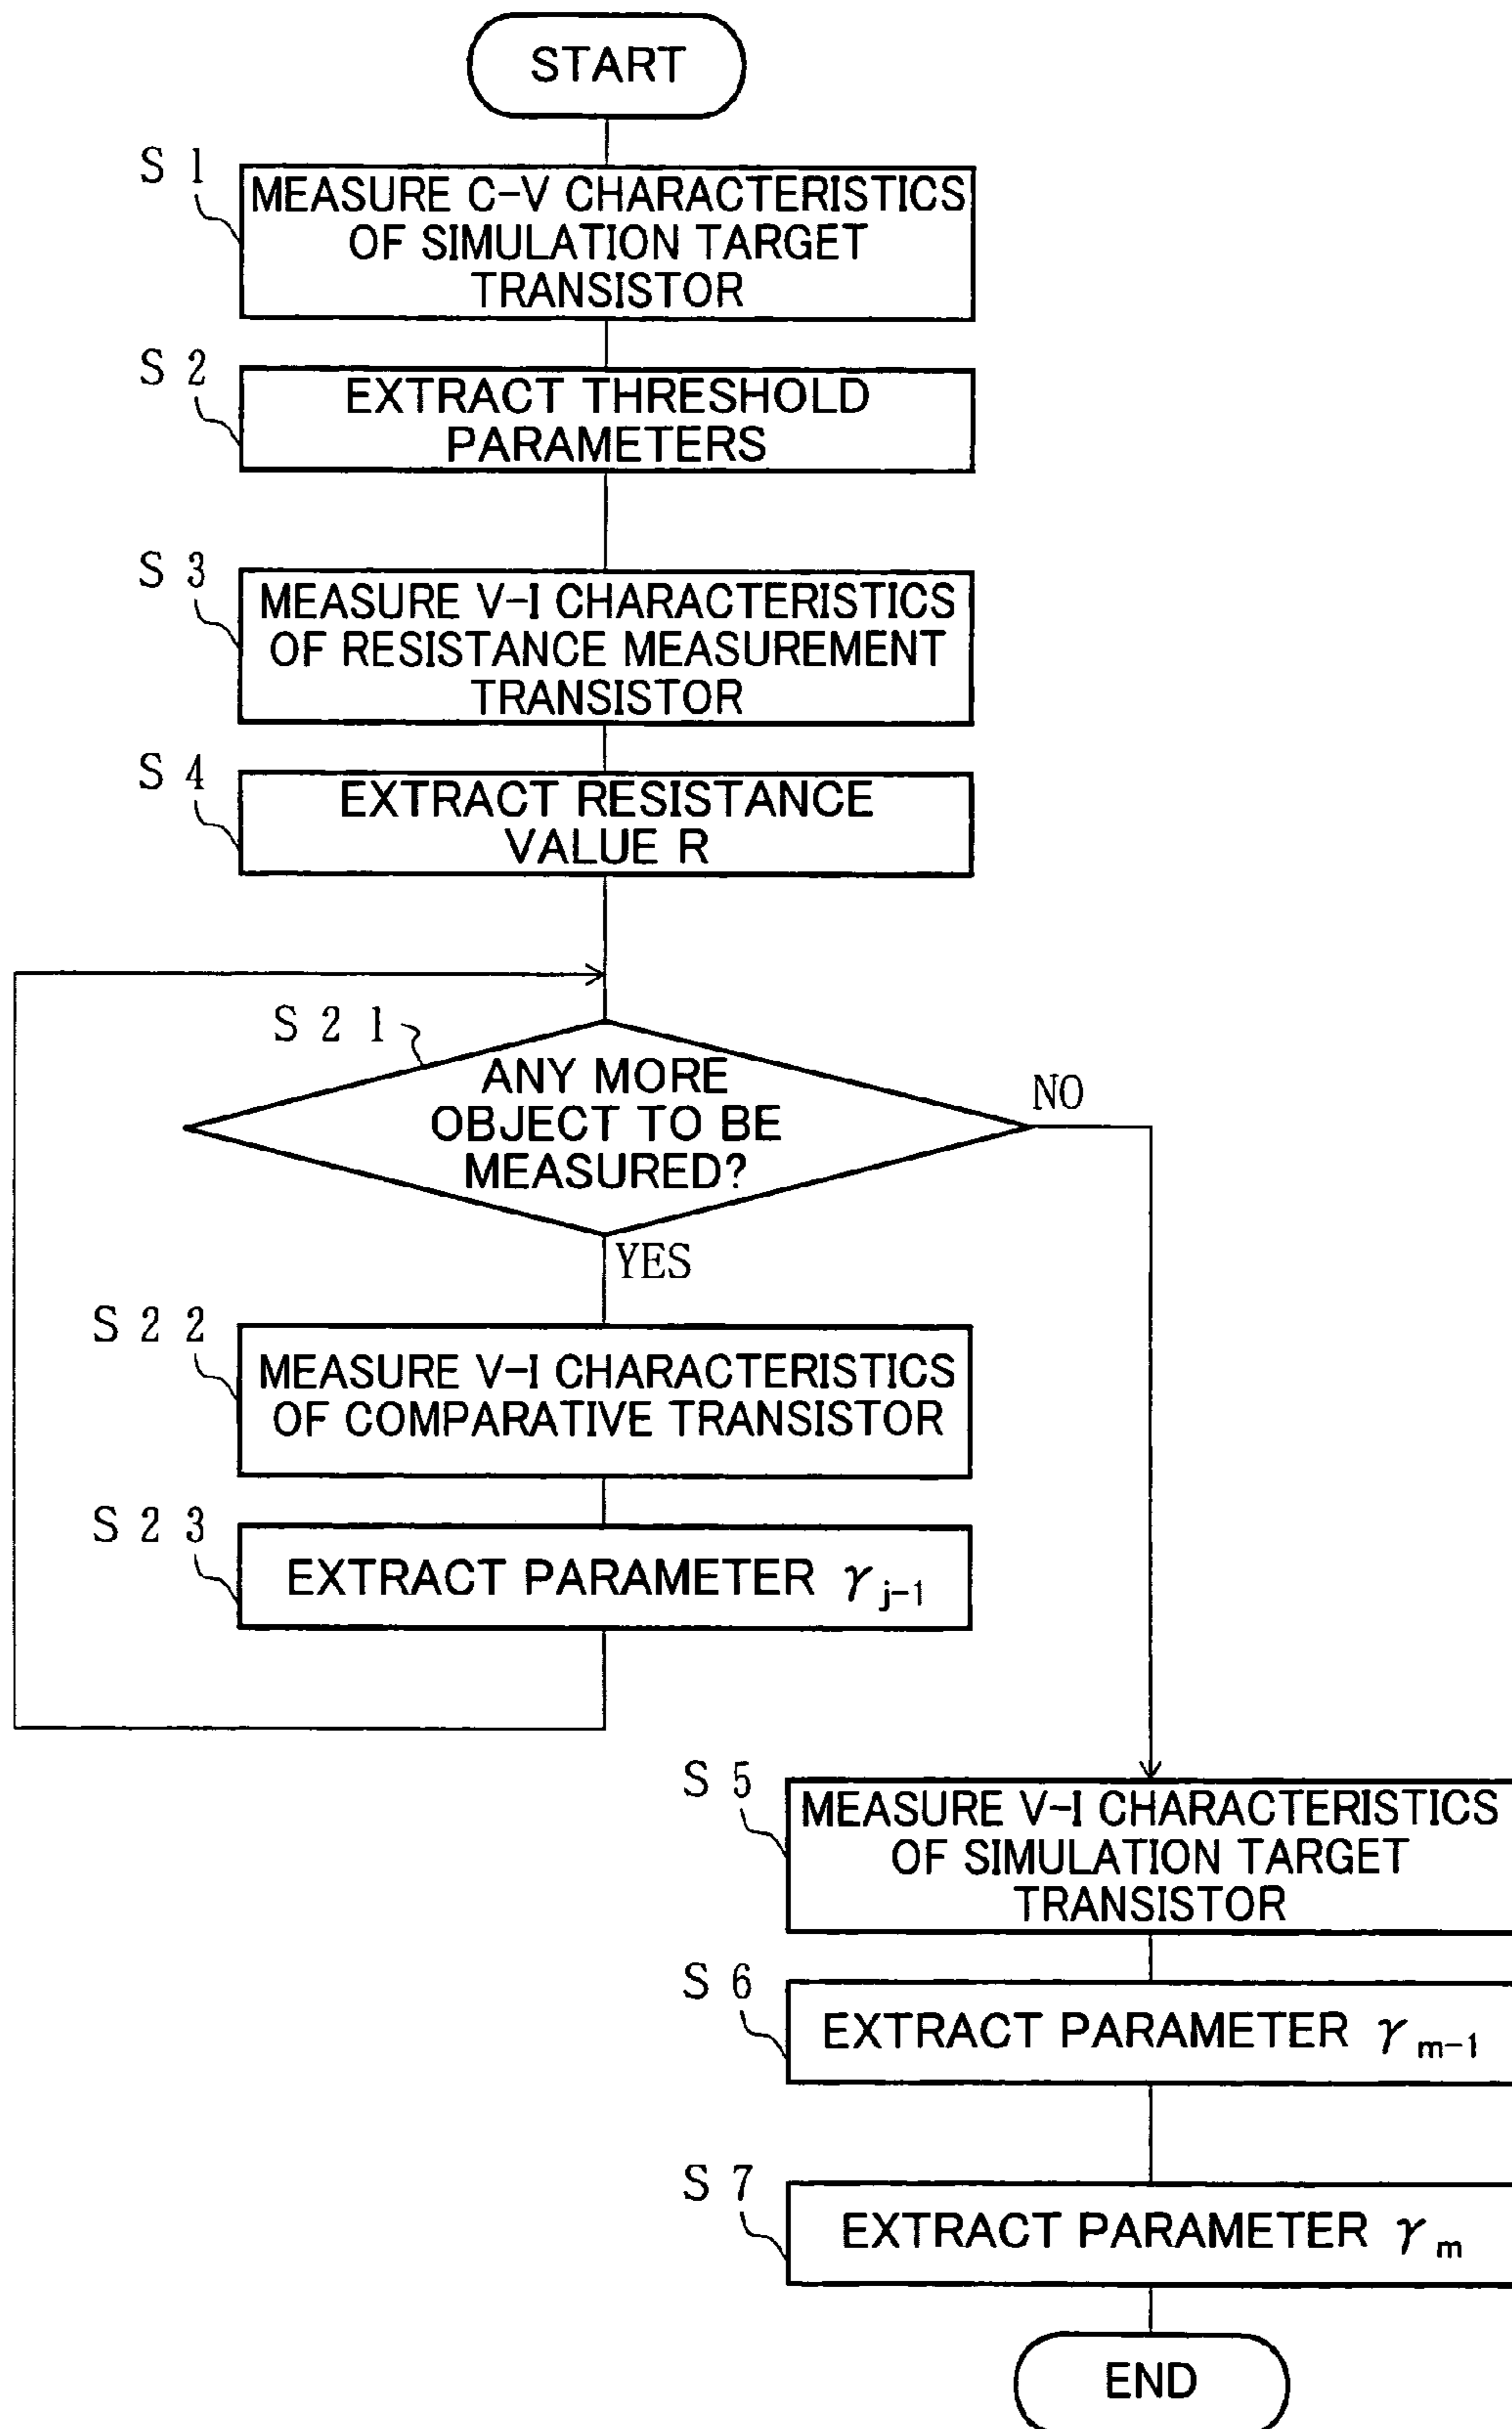 START
S 1
MEASURE C-V CHARACTERISTICS
OF SIMULATION TARGET
TRANSISTOR
S 2
EXTRACT THRESHOLD
PARAMETERS
S 3
MEASURE V-I CHARACTERISTICS
OF RESISTANCE MEASUREMENT
TRANSISTOR
S 4
EXTRACT RESISTANCE
VALUE R
S 2 1
ANY MORE
OBJECT TO BE
MEASURED?
NO
YES
S 2 2
MEASURE V-I CHARACTERISTICS
OF COMPARATIVE TRANSISTOR
S 2 3
EXTRACT PARAMETER γ j-1
S 5
MEASURE V-I CHARACTERISTICS
OF SIMULATION TARGET
TRANSISTOR
S 6
EXTRACT PARAMETER γ m-1
S 7
EXTRACT PARAMETER γ m
END